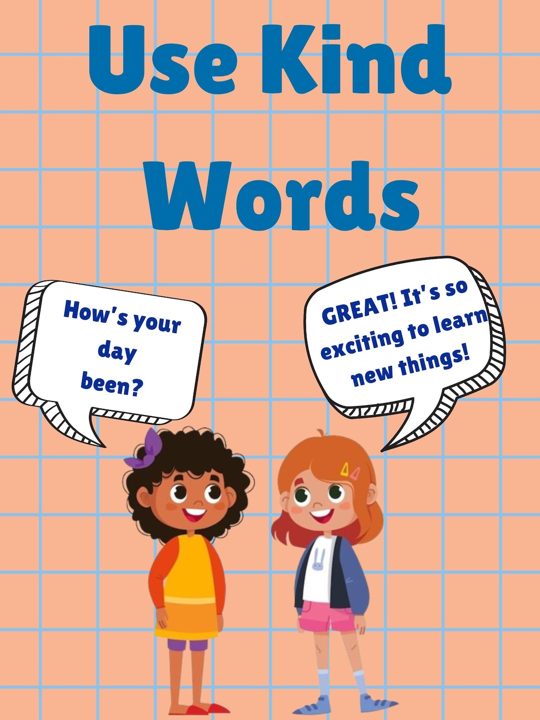 Use Kind
Words
How's your
day
been?
GREAT! It's so
exciting to learn
new things!